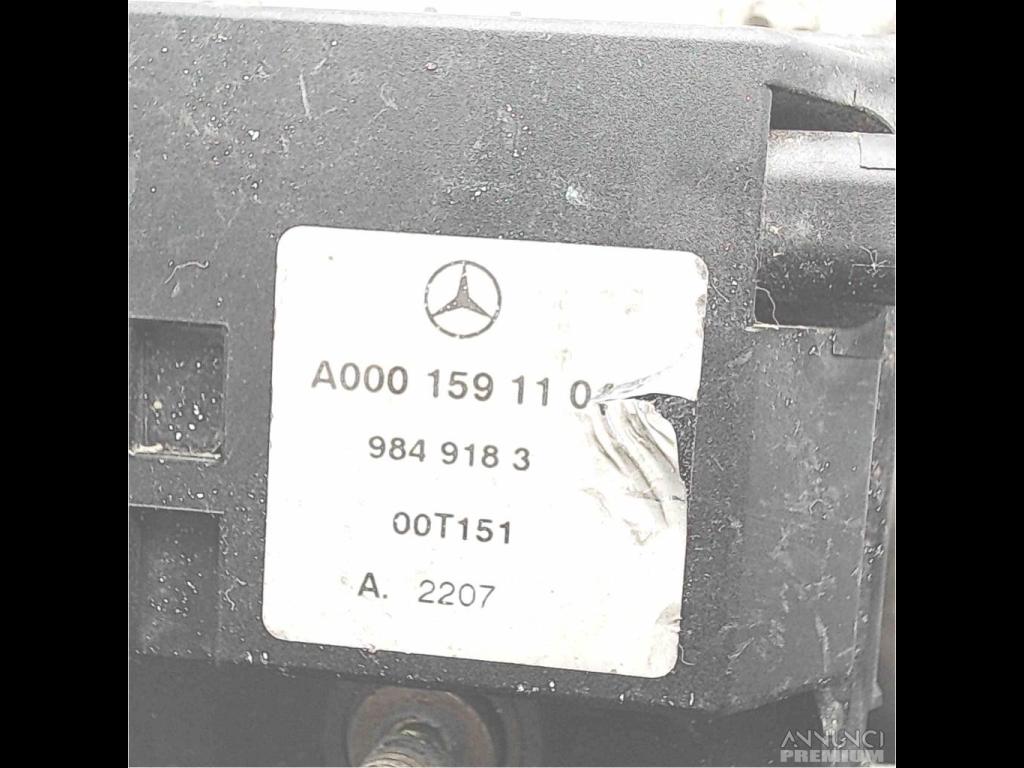 A000 159 11 0
984 918 3
00T151
A. 2207
ANNUNCI
PREMIUM